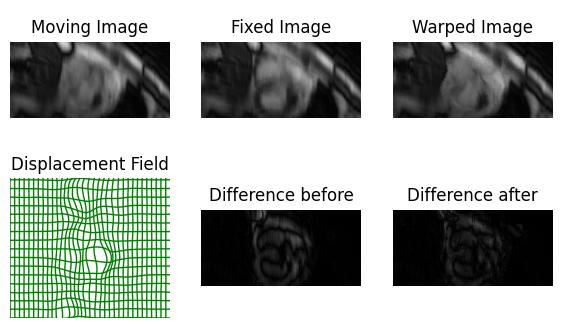 Moving Image
Fixed Image
Warped Image
Displacement Field
Difference before
Difference after